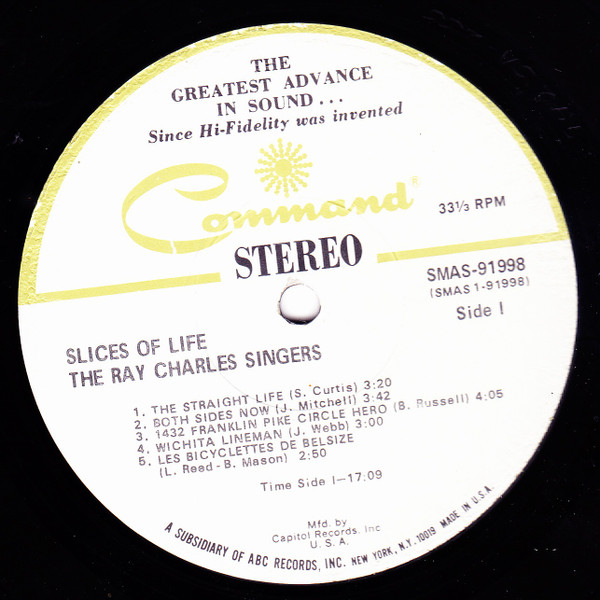 THE
GREATEST ADVANCE
IN SOUND...
Since Hi-Fidelity was invented
Command®
33⅓ RPM
STEREO
SMAS-91998
(SMAS 1-91998)
Side I
SLICES OF LIFE
THE RAY CHARLES SINGERS
1. THE STRAIGHT LIFE (S. Curtis) 3:20
2. BOTH SIDES NOW (J. Mitchell) 3:42
3. 1432 FRANKLIN PIKE CIRCLE HERO (B. Russell) 4:05
4. WICHITA LINEMAN (J. Webb) 3:00
5. LES BICYCLETTES DE BELSIZE
(L. Reed-B. Mason) 2:50
Time Side I-17:09
Mfd. by
Capitol Records, Inc
U.S.A.
A SUBSIDIARY OF ABC RECORDS, INC. NEW YORK, N.Y. 10019 MADE IN U.S.A.